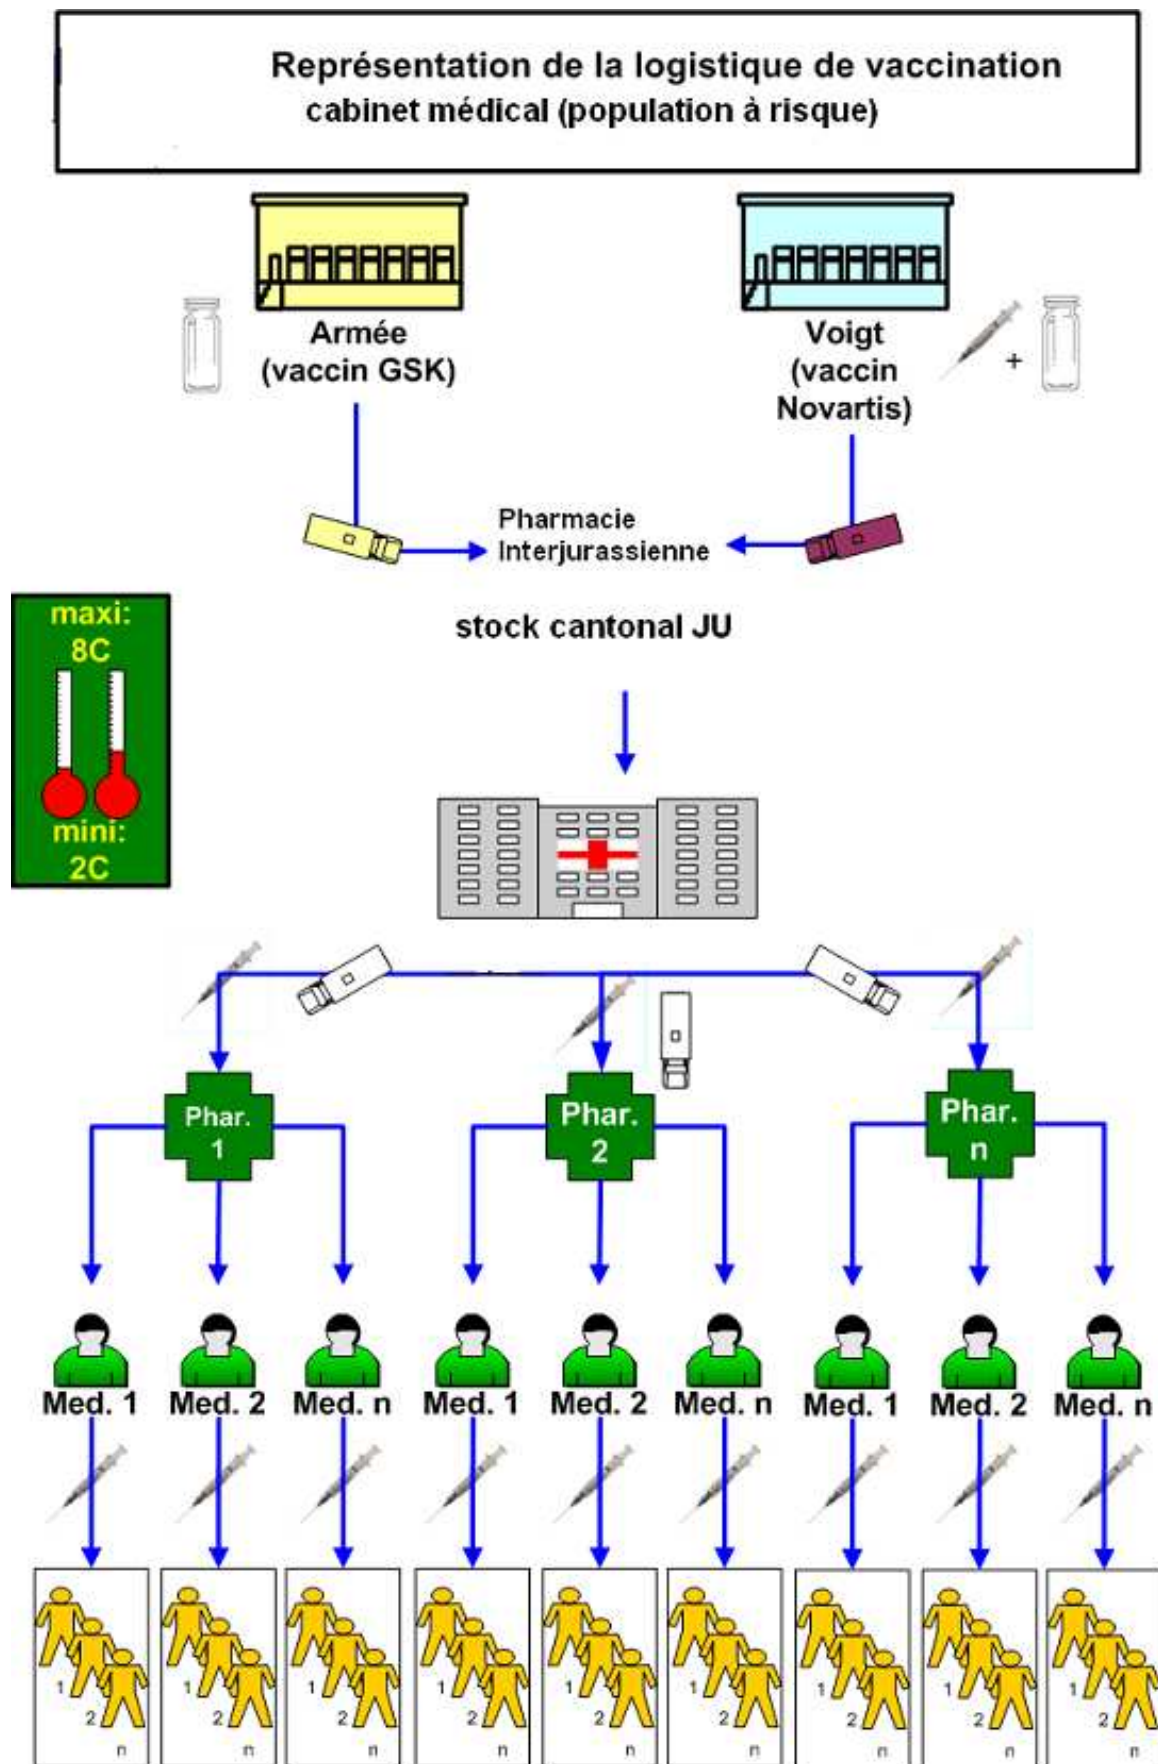 Représentation de la logistique de vaccination
cabinet médical (population à risque)
Armée
(vaccin GSK)
Voigt
(vaccin
Novartis)
+
Pharmacie
Interjurassienne
stock cantonal JU
maxi:
8C
mini:
2C
Phar.
1
Phar.
2
Phar.
n
Med. 1
Med. 2
Med. n
Med. 1
Med. 2
Med. n
Med. 1
Med. 2
Med. n
1
2
n
1
2
n
1
2
n
1
2
n
1
2
n
1
2
n
1
2
n
1
2
n
1
2
n